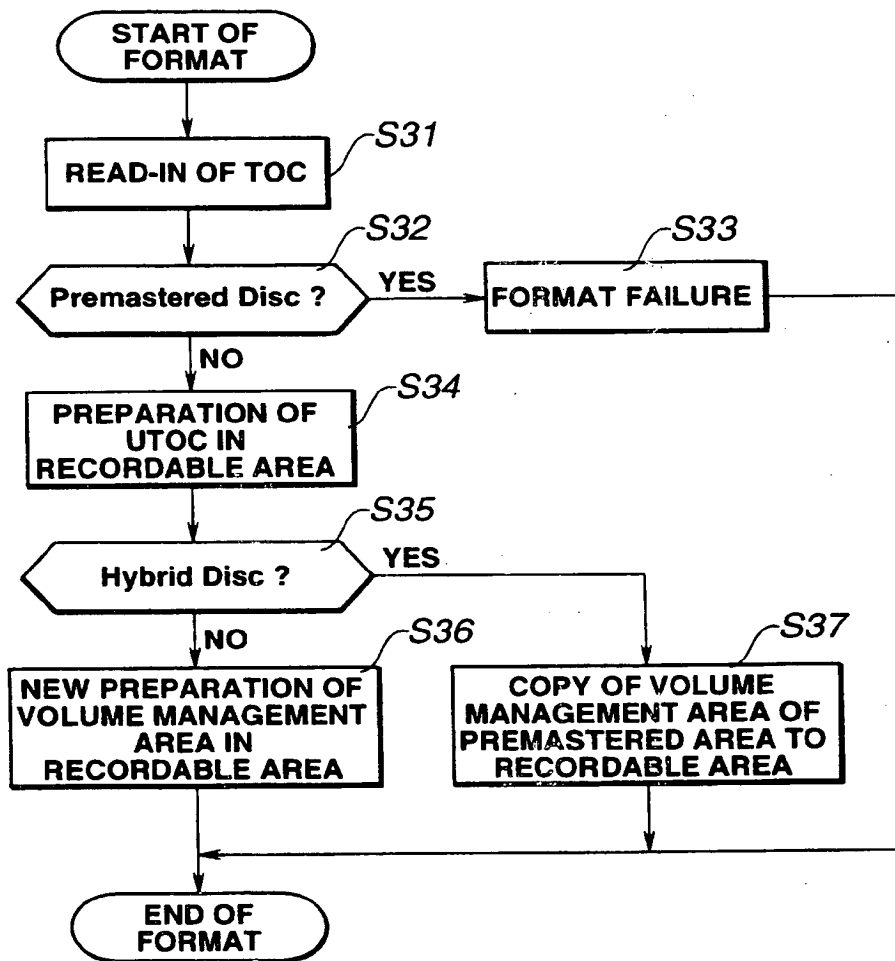 START OF
FORMAT
S31
READ-IN OF TOC
S32
Premastered Disc ?
YES
S33
FORMAT FAILURE
NO
S34
PREPARATION OF
UTOC IN
RECORDABLE AREA
S35
Hybrid Disc ?
YES
NO
S36
NEW PREPARATION OF
VOLUME MANAGEMENT
AREA IN
RECORDABLE AREA
S37
COPY OF VOLUME
MANAGEMENT AREA OF
PREMASTERED AREA TO
RECORDABLE AREA
END OF
FORMAT